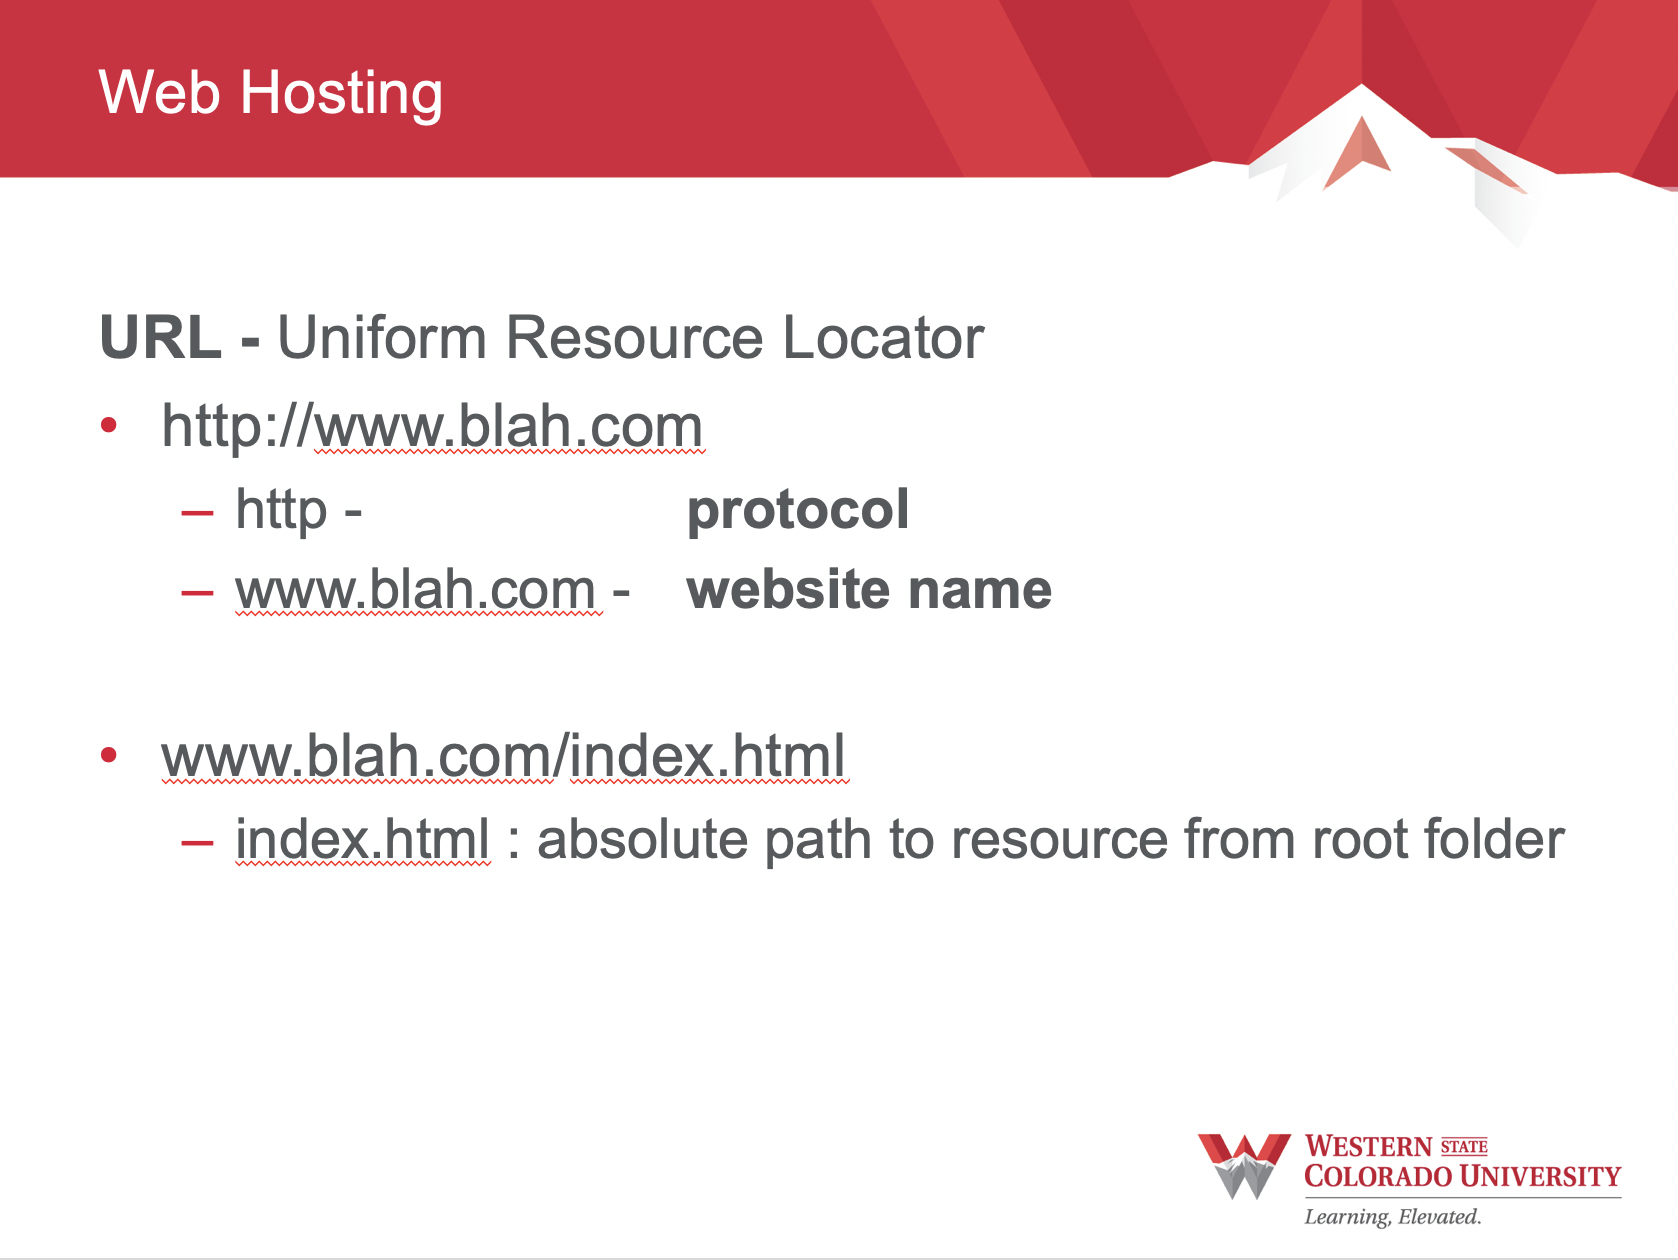 Web Hosting
URL - Uniform Resource Locator
• http://www.blah.com
– http - protocol
– www.blah.com - website name
• www.blah.com/index.html
– index.html : absolute path to resource from root folder
WESTERN STATE
COLORADO UNIVERSITY
Learning, Elevated.